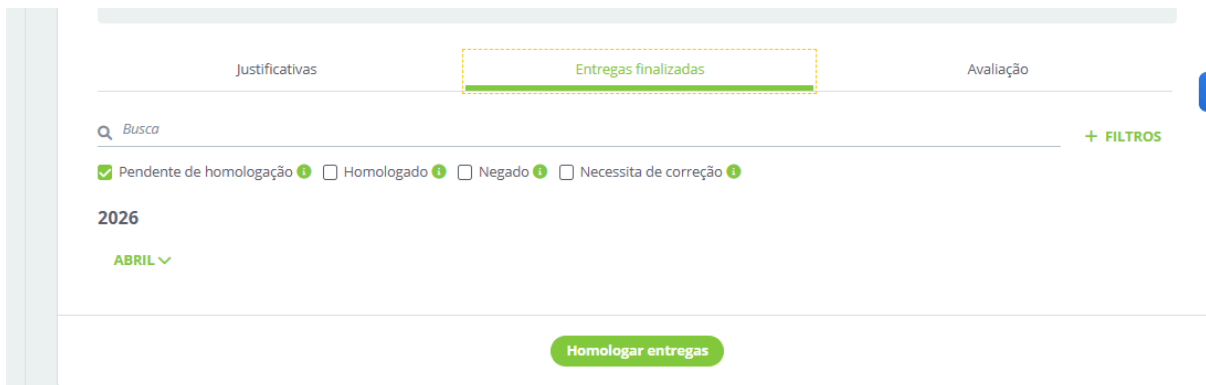 Justificativas Entregas finalizadas Avaliação
Busca + FILTROS
Pendente de homologação Homologado Negado Necessita de correção
2026
ABRIL
Homologar entregas